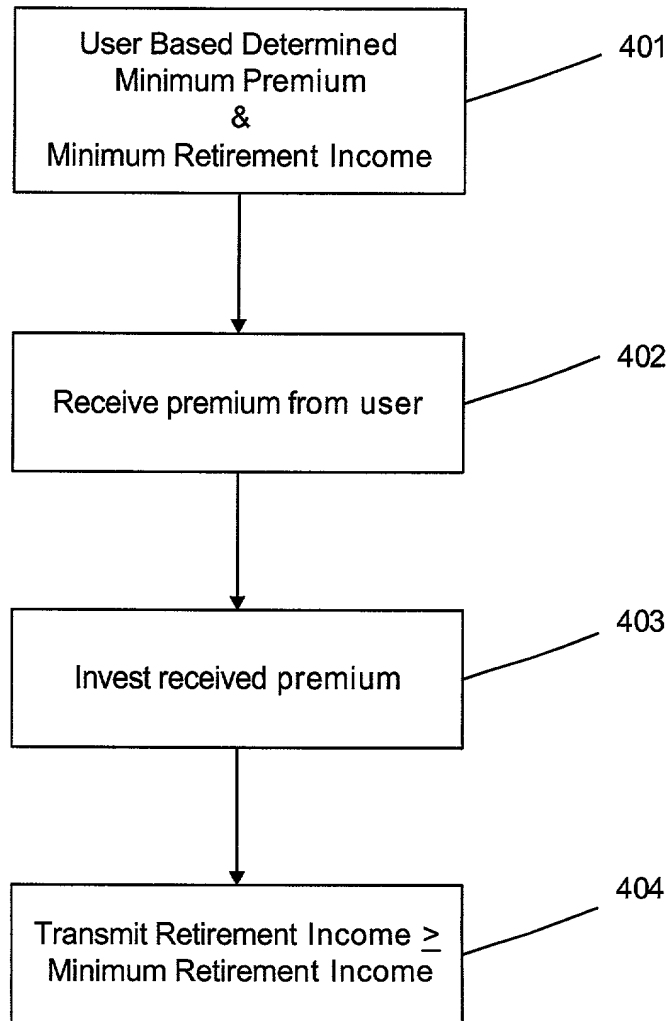 User Based Determined
Minimum Premium
&
Minimum Retirement Income
401
Receive premium from user
402
Invest received premium
403
Transmit Retirement Income ≥
Minimum Retirement Income
404